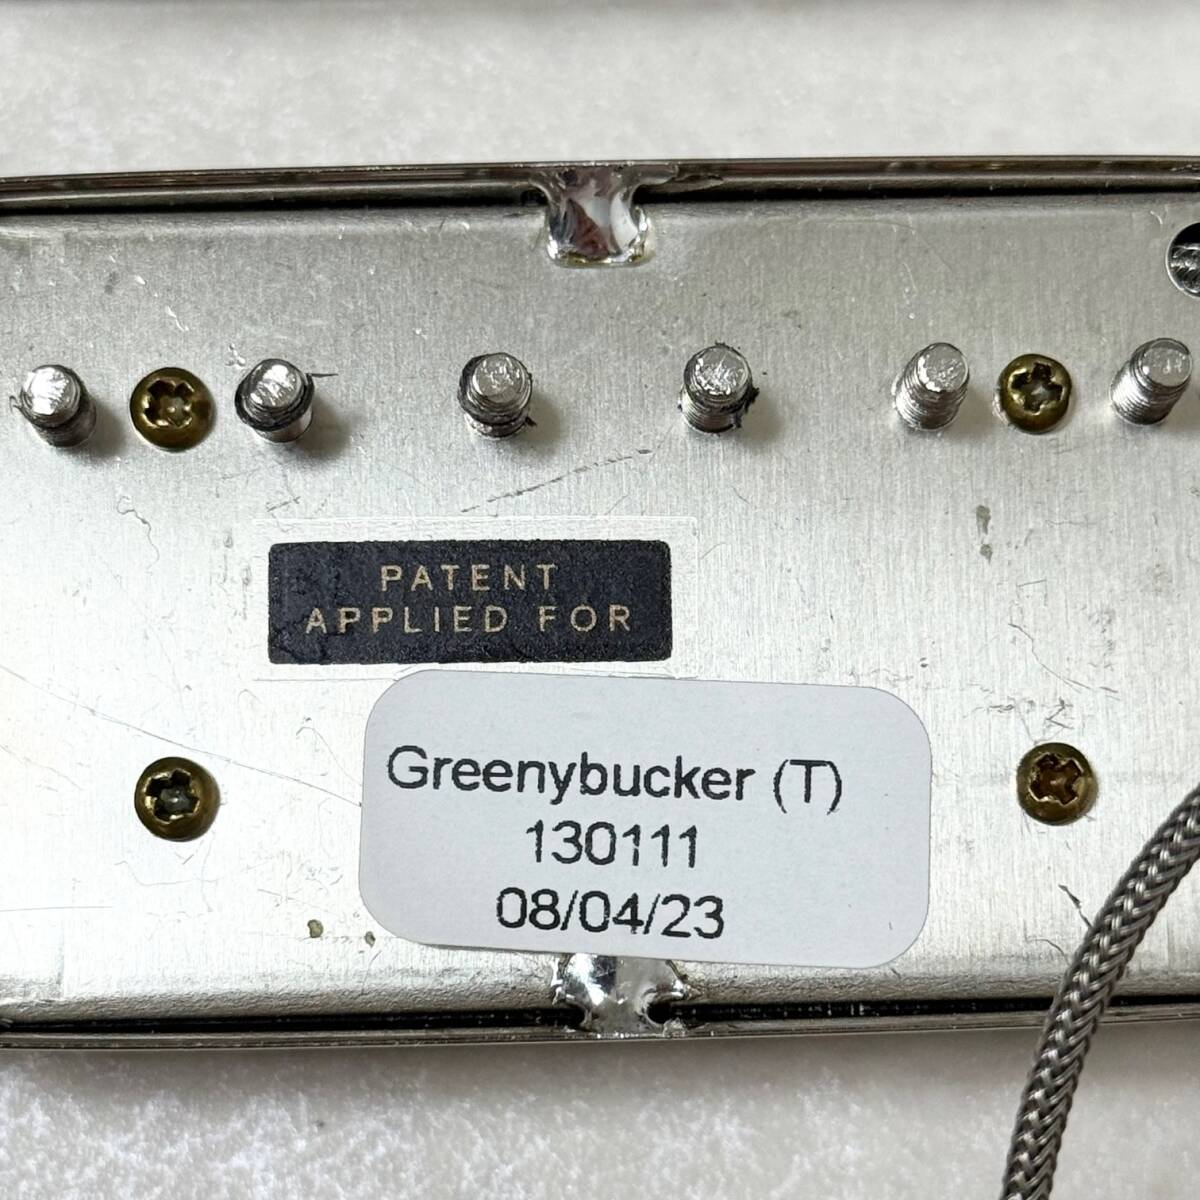 PATENT
APPLIED FOR
Greenybucker (T)
130111
08/04/23